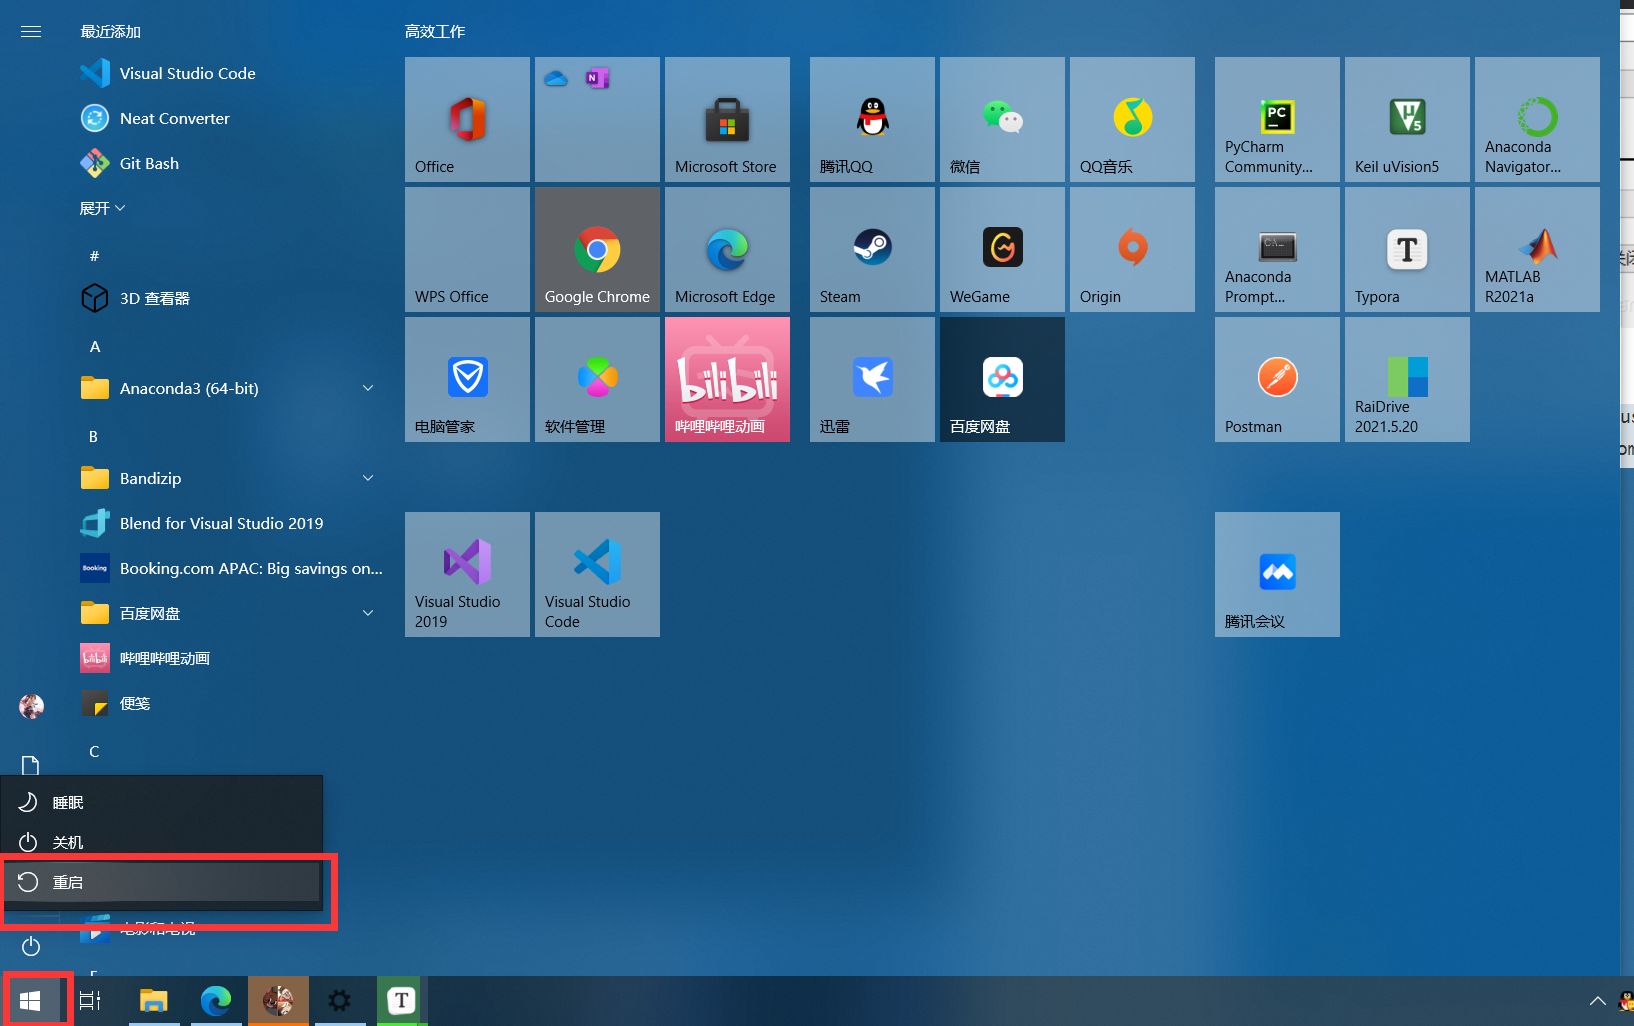 最近添加
Visual Studio Code
Neat Converter
Git Bash
展开
#
3D 查看器
A
Anaconda3 (64-bit)
B
Bandizip
Blend for Visual Studio 2019
Booking
Booking.com APAC: Big savings on...
百度网盘
bilibili
哔哩哔哩动画
便笺
C
睡眠
关机
重启
高效工作
Office
N
Microsoft Store
WPS Office
Google Chrome
Microsoft Edge
电脑管家
软件管理
bilibili
哔哩哔哩动画
腾讯QQ
微信
QQ音乐
Steam
WeGame
Origin
迅雷
百度网盘
PC
PyCharm
Community...
V5
Keil uVision5
Anaconda
Navigator...
C:\_
Anaconda
Prompt...
T
Typora
MATLAB
R2021a
Postman
RaiDrive
2021.5.20
Visual Studio
2019
Visual Studio
Code
腾讯会议
T